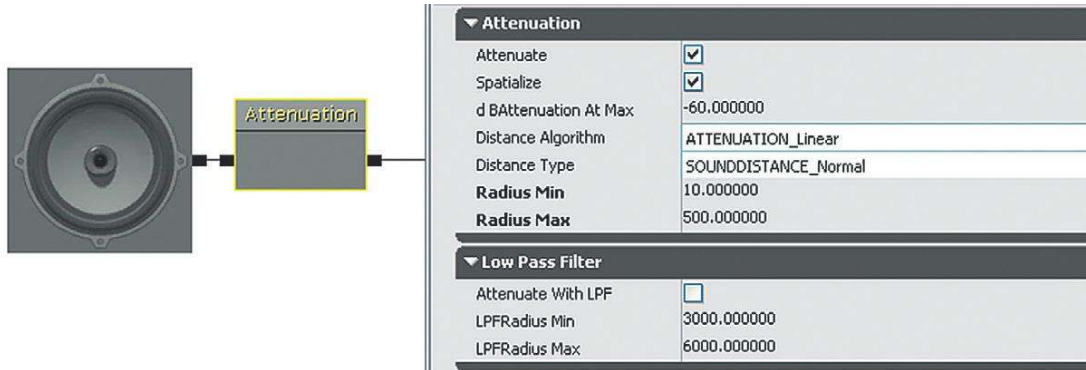 Attenuation
Attenuation
Attenuate
Spatialize
d BAttenuation At Max -60.000000
Distance Algorithm ATTENUATION_Linear
Distance Type SOUNDDISTANCE_Normal
Radius Min 10.000000
Radius Max 500.000000
Low Pass Filter
Attenuate With LPF
LPFRadius Min 3000.000000
LPFRadius Max 6000.000000